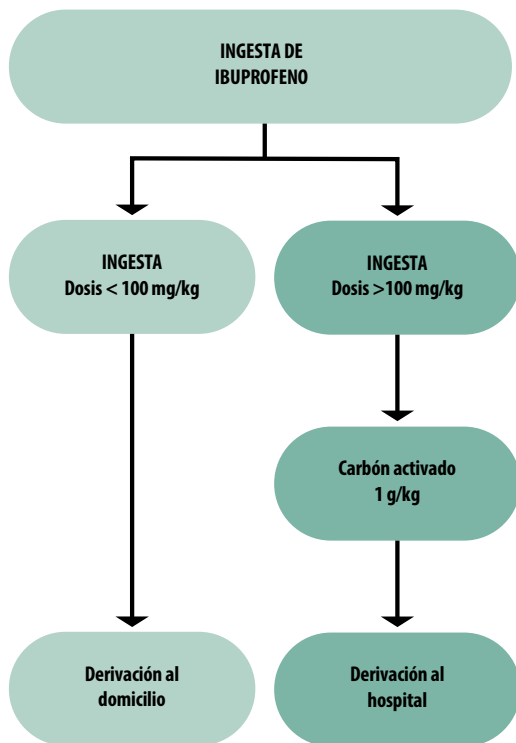 INGESTA DE
IBUPROFENO
INGESTA
Dosis < 100 mg/kg
INGESTA
Dosis >100 mg/kg
Carbón activado
1 g/kg
Derivación al
domicilio
Derivación al
hospital